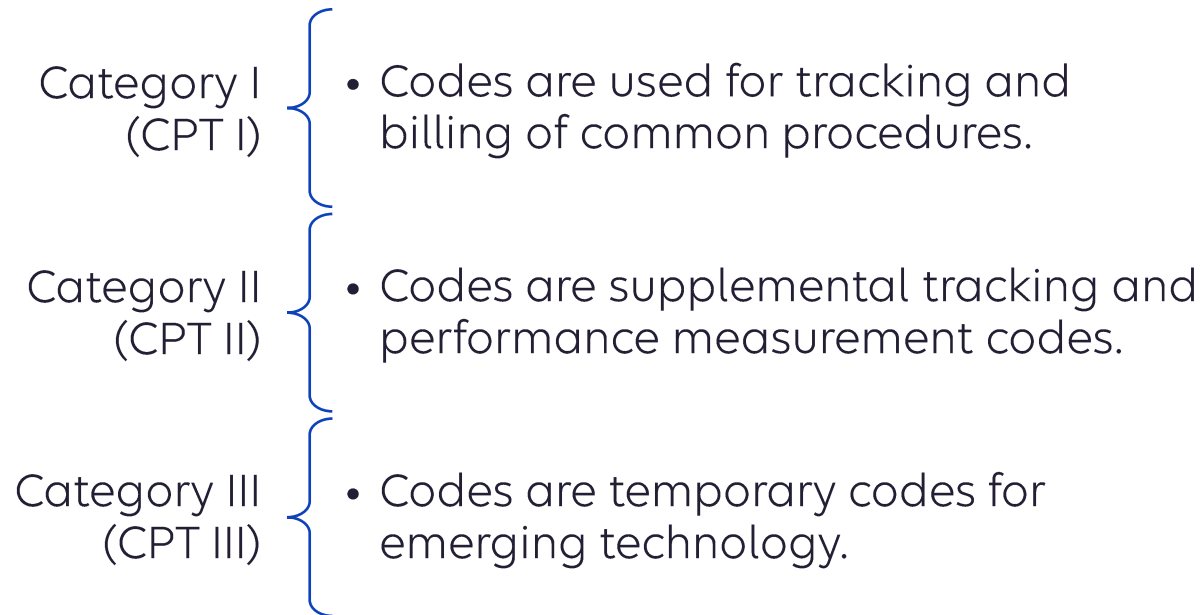 Category I
(CPT I)
• Codes are used for tracking and
billing of common procedures.
Category II
(CPT II)
• Codes are supplemental tracking and
performance measurement codes.
Category III
(CPT III)
• Codes are temporary codes for
emerging technology.